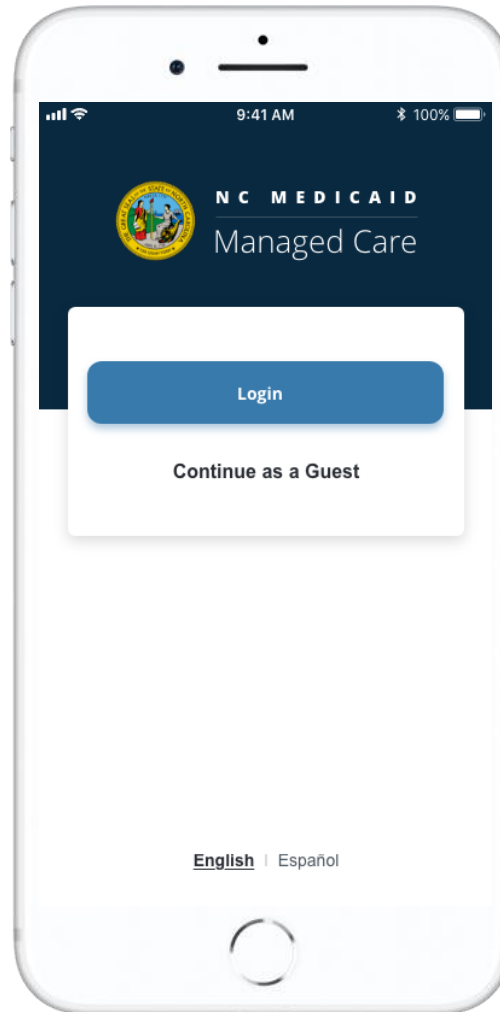 9:41 AM 100%
NC MEDICAID
Managed Care
Login
Continue as a Guest
English | Español